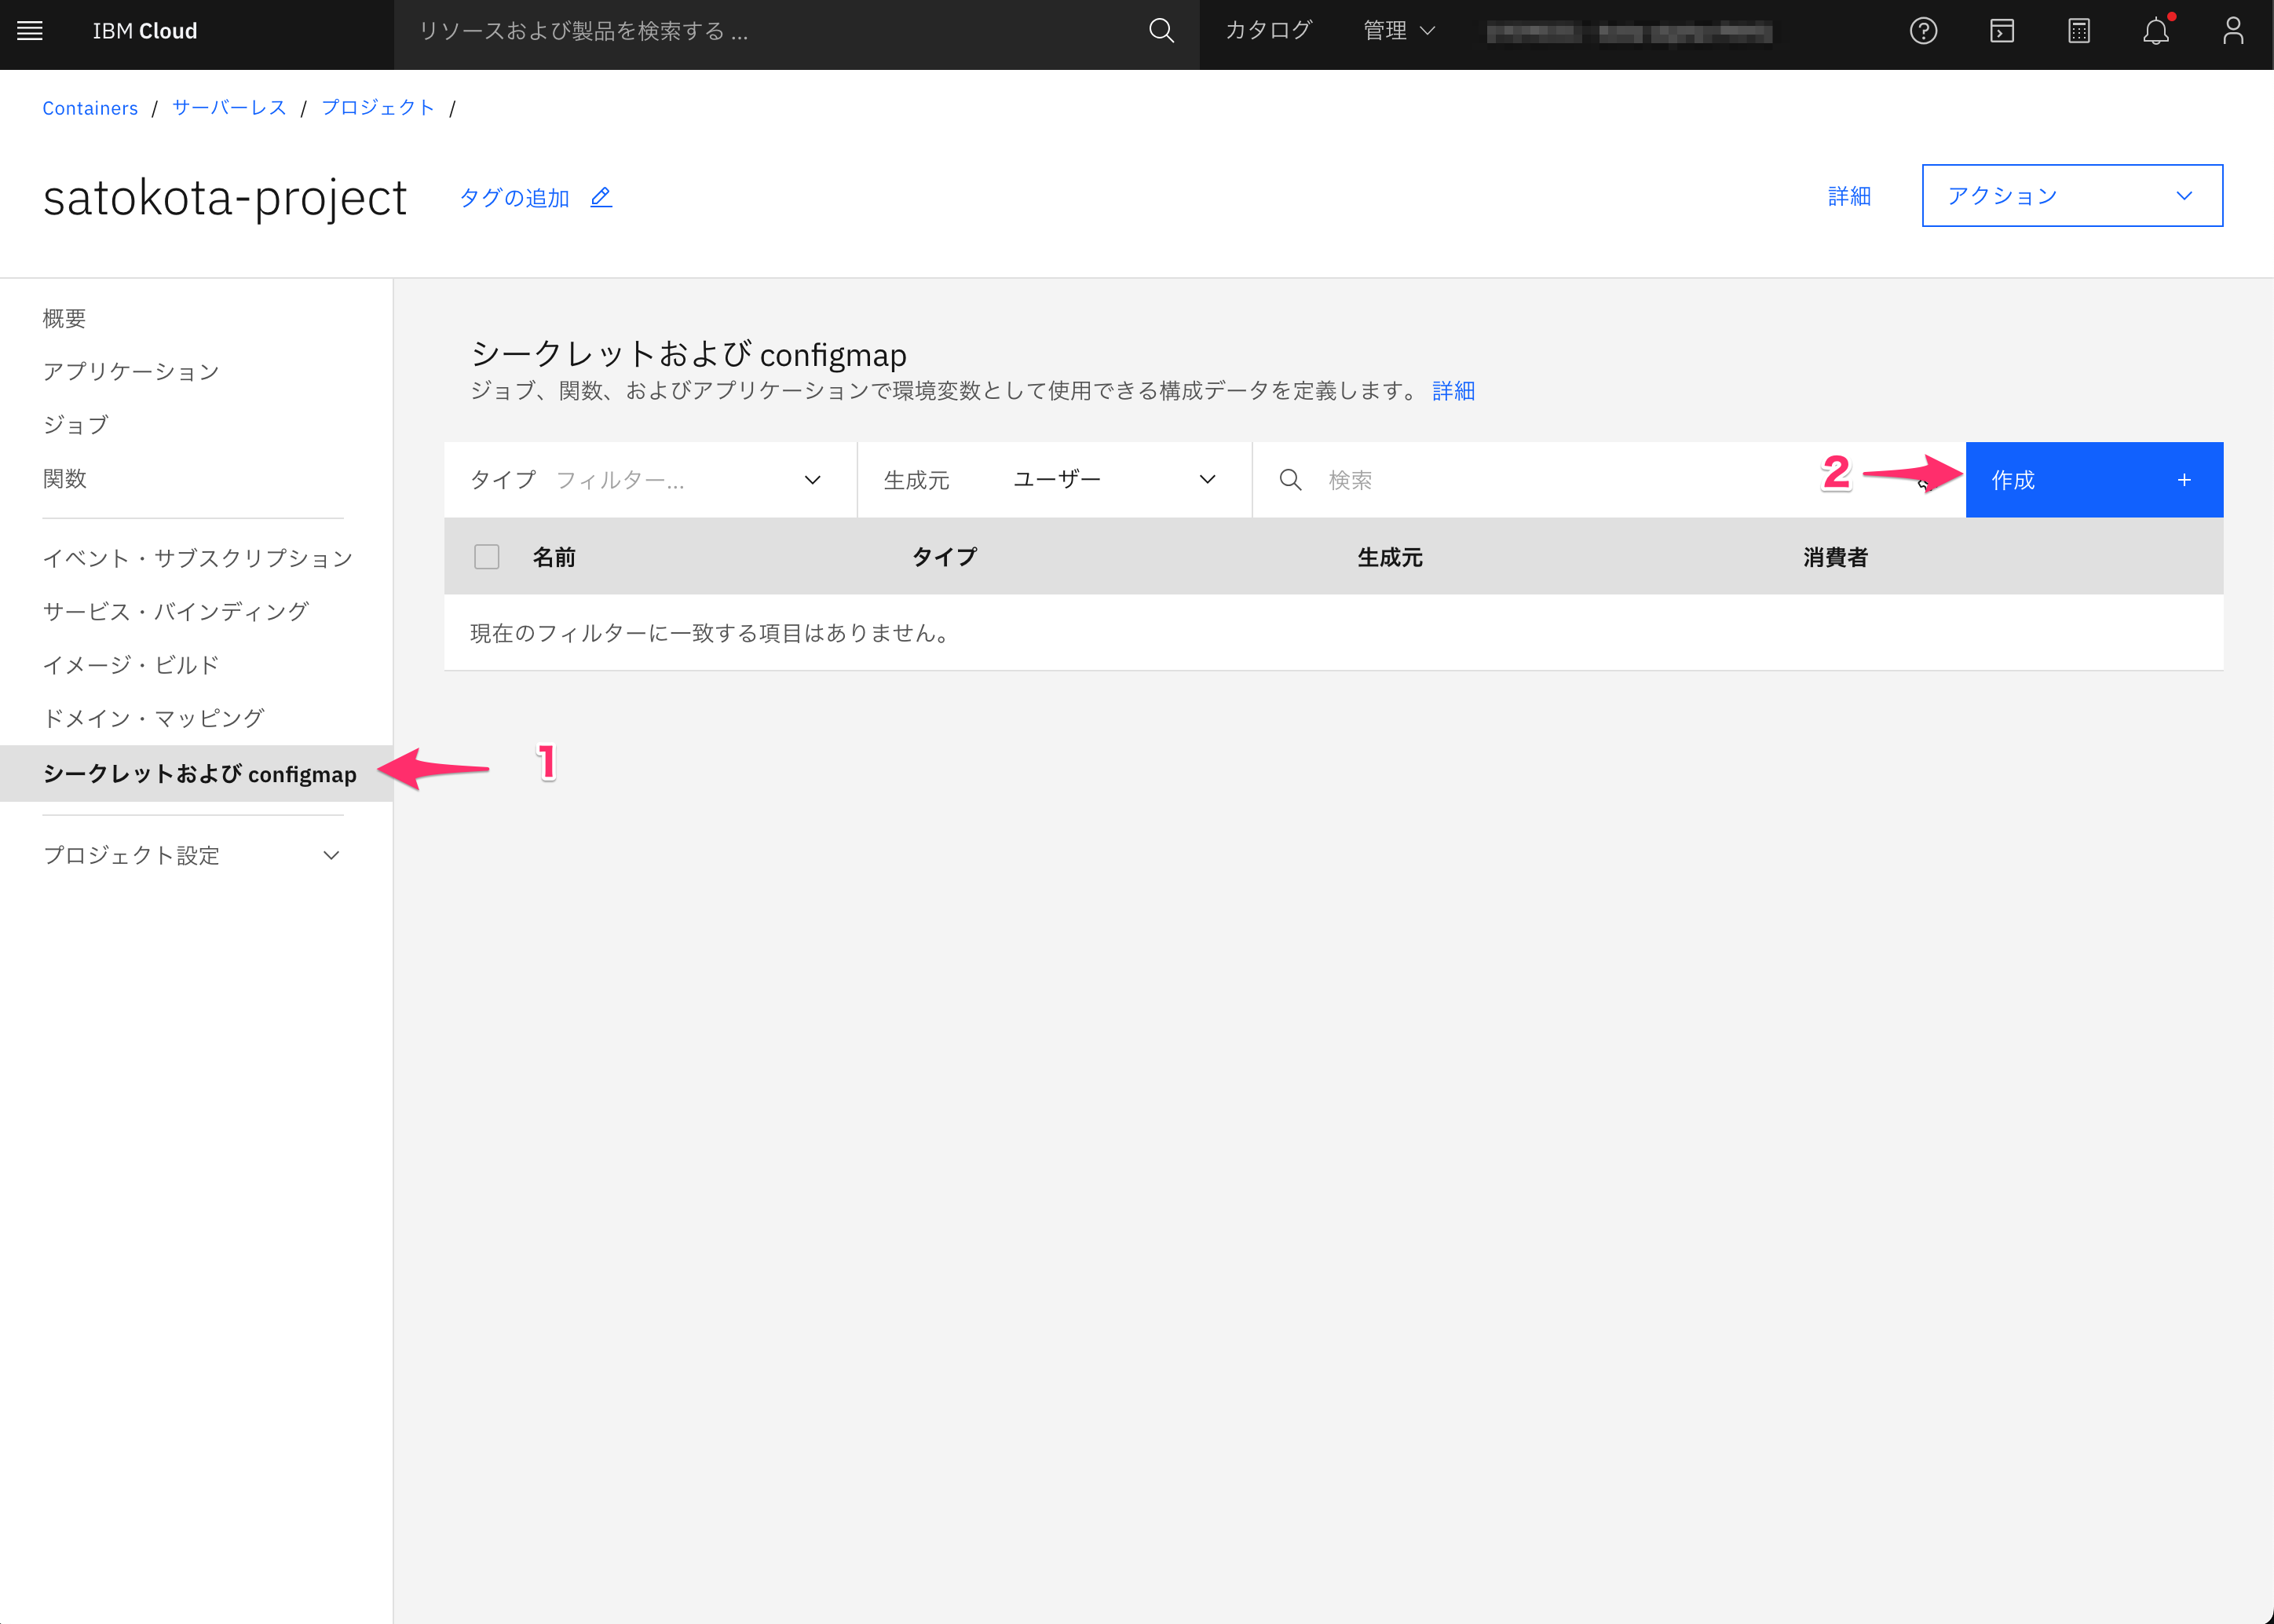 IBM Cloud
リソースおよび製品を検索する ...
カタログ
管理
Containers / サーバーレス / プロジェクト /
satokota-project
タグの追加
詳細
アクション
概要
アプリケーション
ジョブ
関数
イベント・サブスクリプション
サービス・バインディング
イメージ・ビルド
ドメイン・マッピング
シークレットおよび configmap
1
プロジェクト設定
シークレットおよび configmap
ジョブ、関数、およびアプリケーションで環境変数として使用できる構成データを定義します。 詳細
タイプ フィルター...
生成元 ユーザー
検索
2
作成 +
名前 タイプ 生成元 消費者
現在のフィルターに一致する項目はありません。